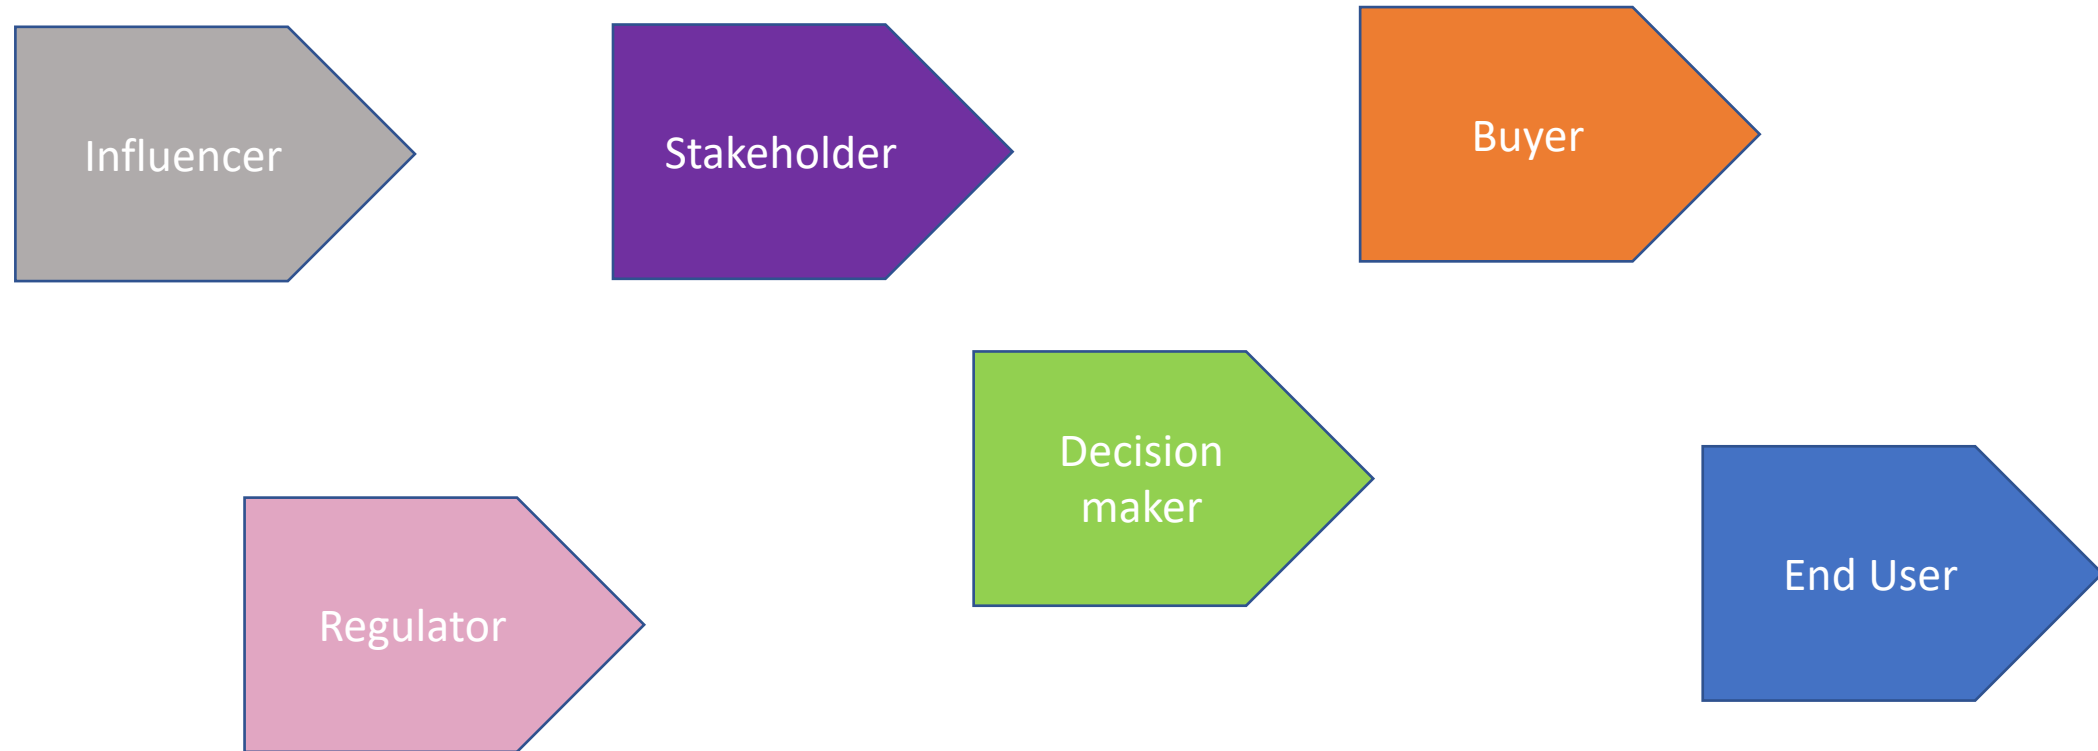 Influencer
Stakeholder
Buyer
Decision
maker
End User
Regulator